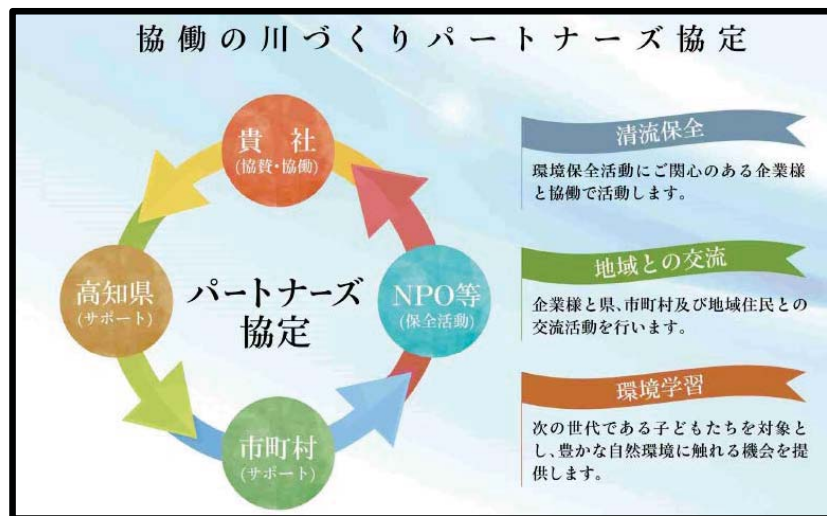 協働の川づくりパートナーズ協定
貴社
(協賛・協働)
高知県
(サポート)
パートナーズ
協定
NPO等
(保全活動)
市町村
(サポート)
清流保全
環境保全活動にご関心のある企業様
と協働で活動します。
地域との交流
企業様と県、市町村及び地域住民との
交流活動を行います。
環境学習
次の世代である子どもたちを対象と
し、豊かな自然環境に触れる機会を提
供します。